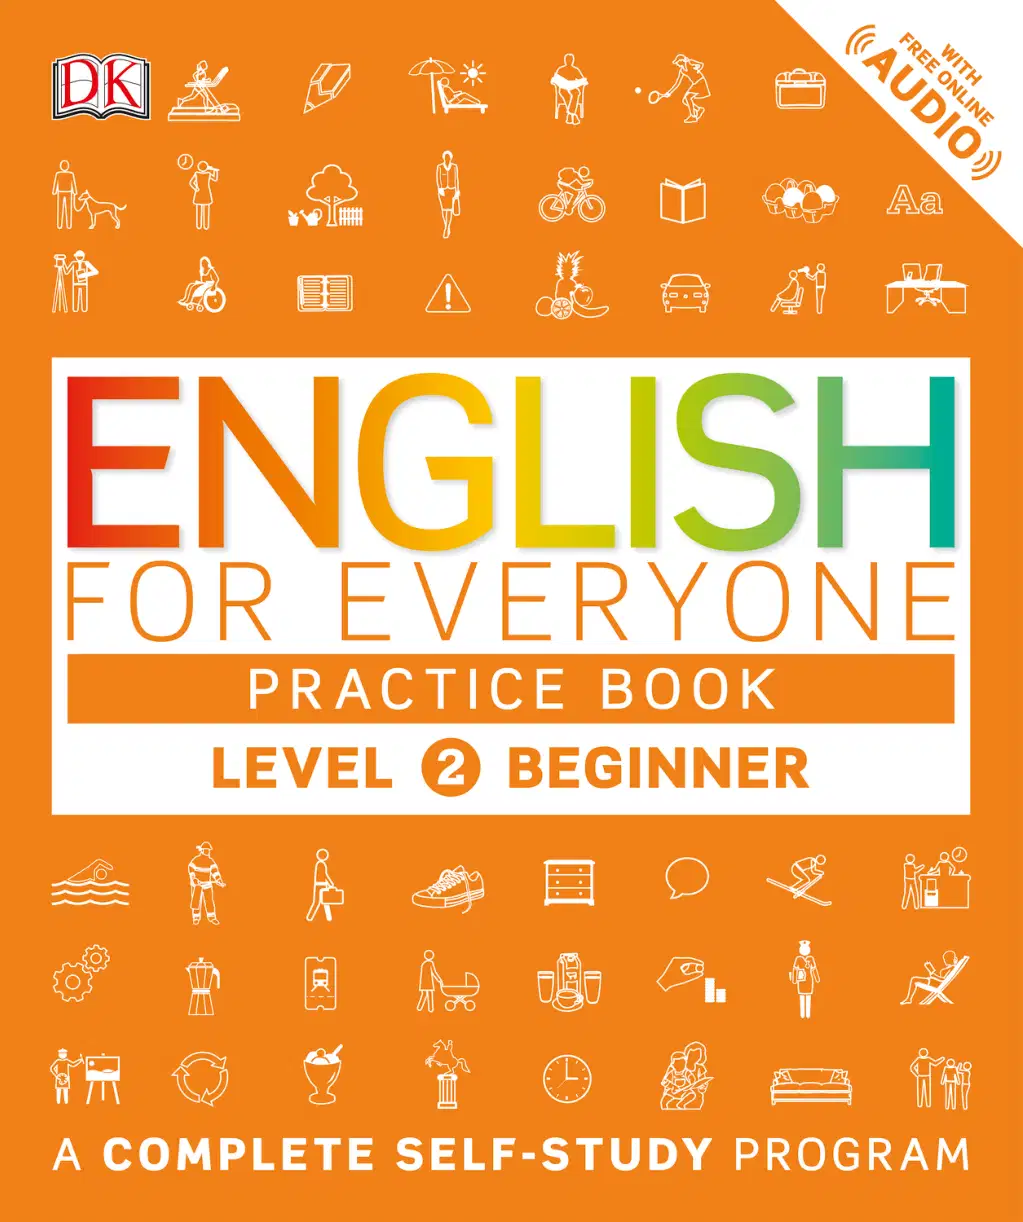 DK
WITH
FREE ONLINE
AUDIO
Aa
ENGLISH
FOR EVERYONE
PRACTICE BOOK
LEVEL 2 BEGINNER
A COMPLETE SELF-STUDY PROGRAM